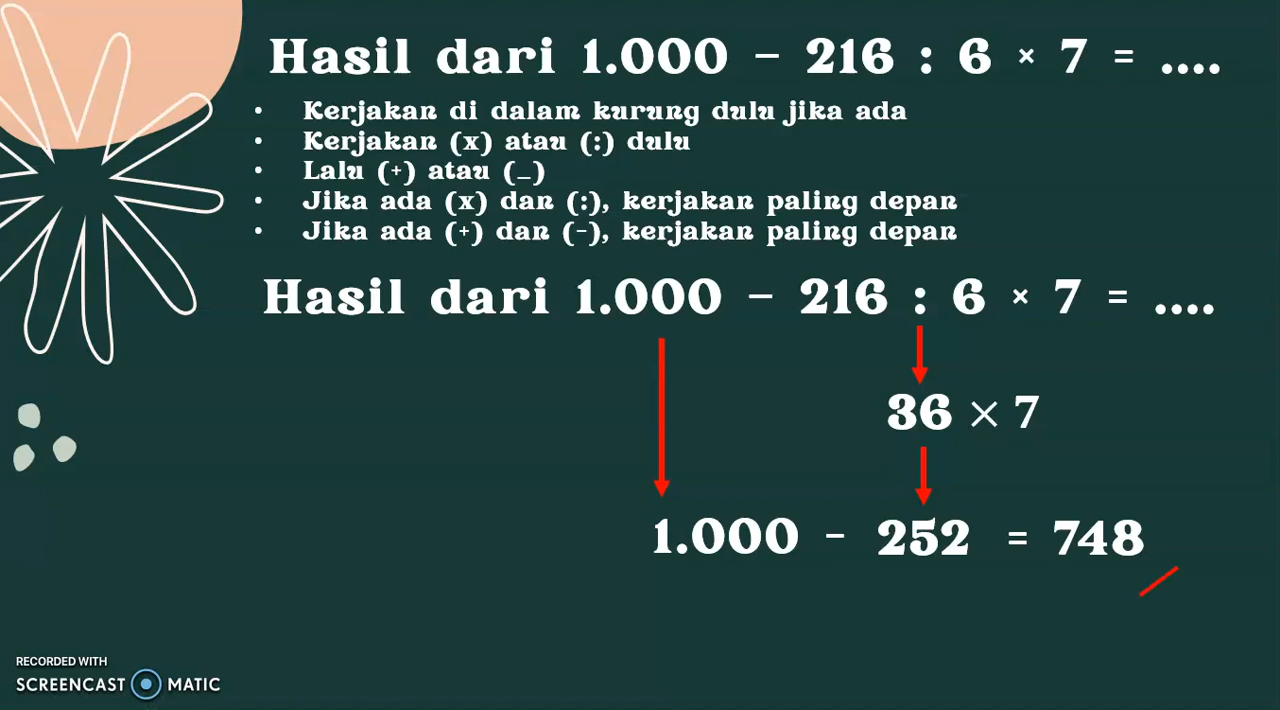 Hasil dari 1.000 – 216 : 6 × 7 = ....
• Kerjakan di dalam kurung dulu jika ada
• Kerjakan (x) atau (:) dulu
• Lalu (+) atau (_)
• Jika ada (x) dan (:), kerjakan paling depan
• Jika ada (+) dan (-), kerjakan paling depan
Hasil dari 1.000 – 216 : 6 × 7 = ....
36 × 7
1.000 - 252 = 748
RECORDED WITH
SCREENCAST MATIC